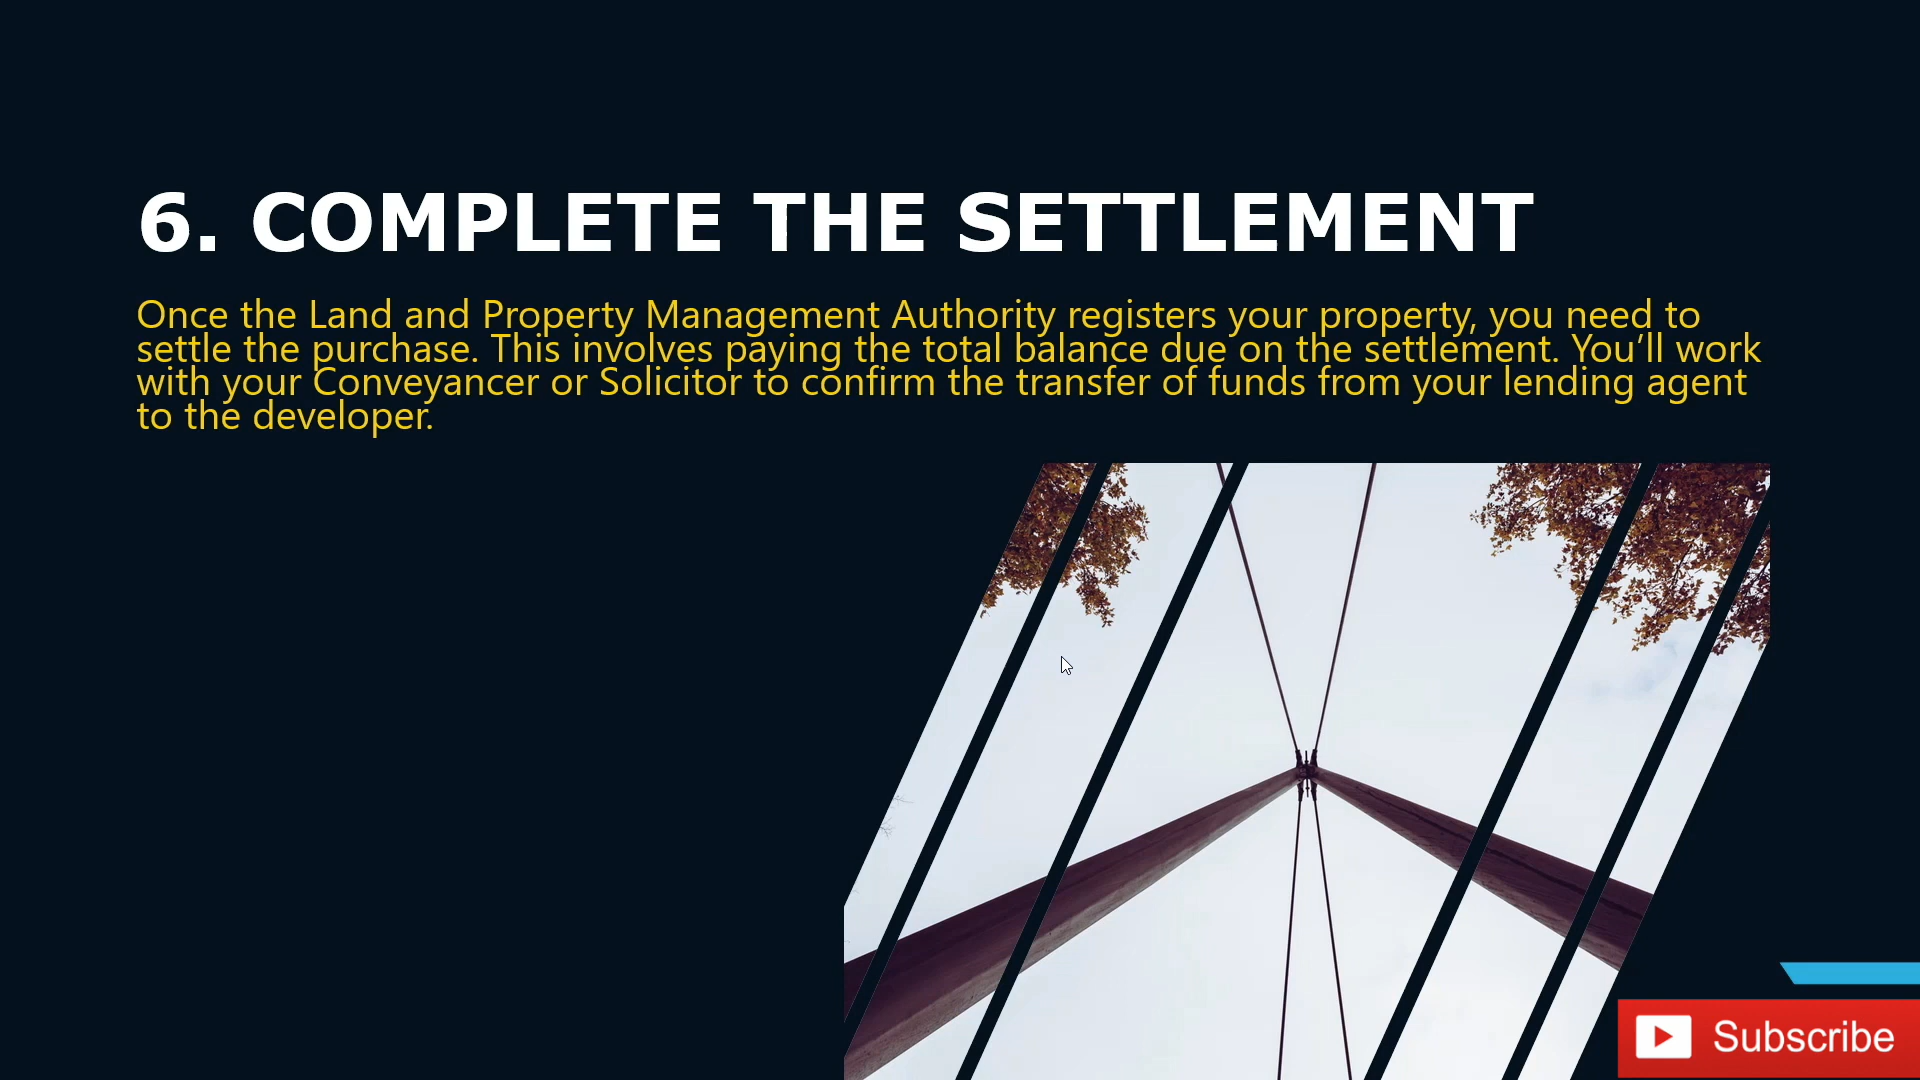 6. COMPLETE THE SETTLEMENT
Once the Land and Property Management Authority registers your property, you need to
settle the purchase. This involves paying the total balance due on the settlement. You’ll work
with your Conveyancer or Solicitor to confirm the transfer of funds from your lending agent
to the developer.
Subscribe